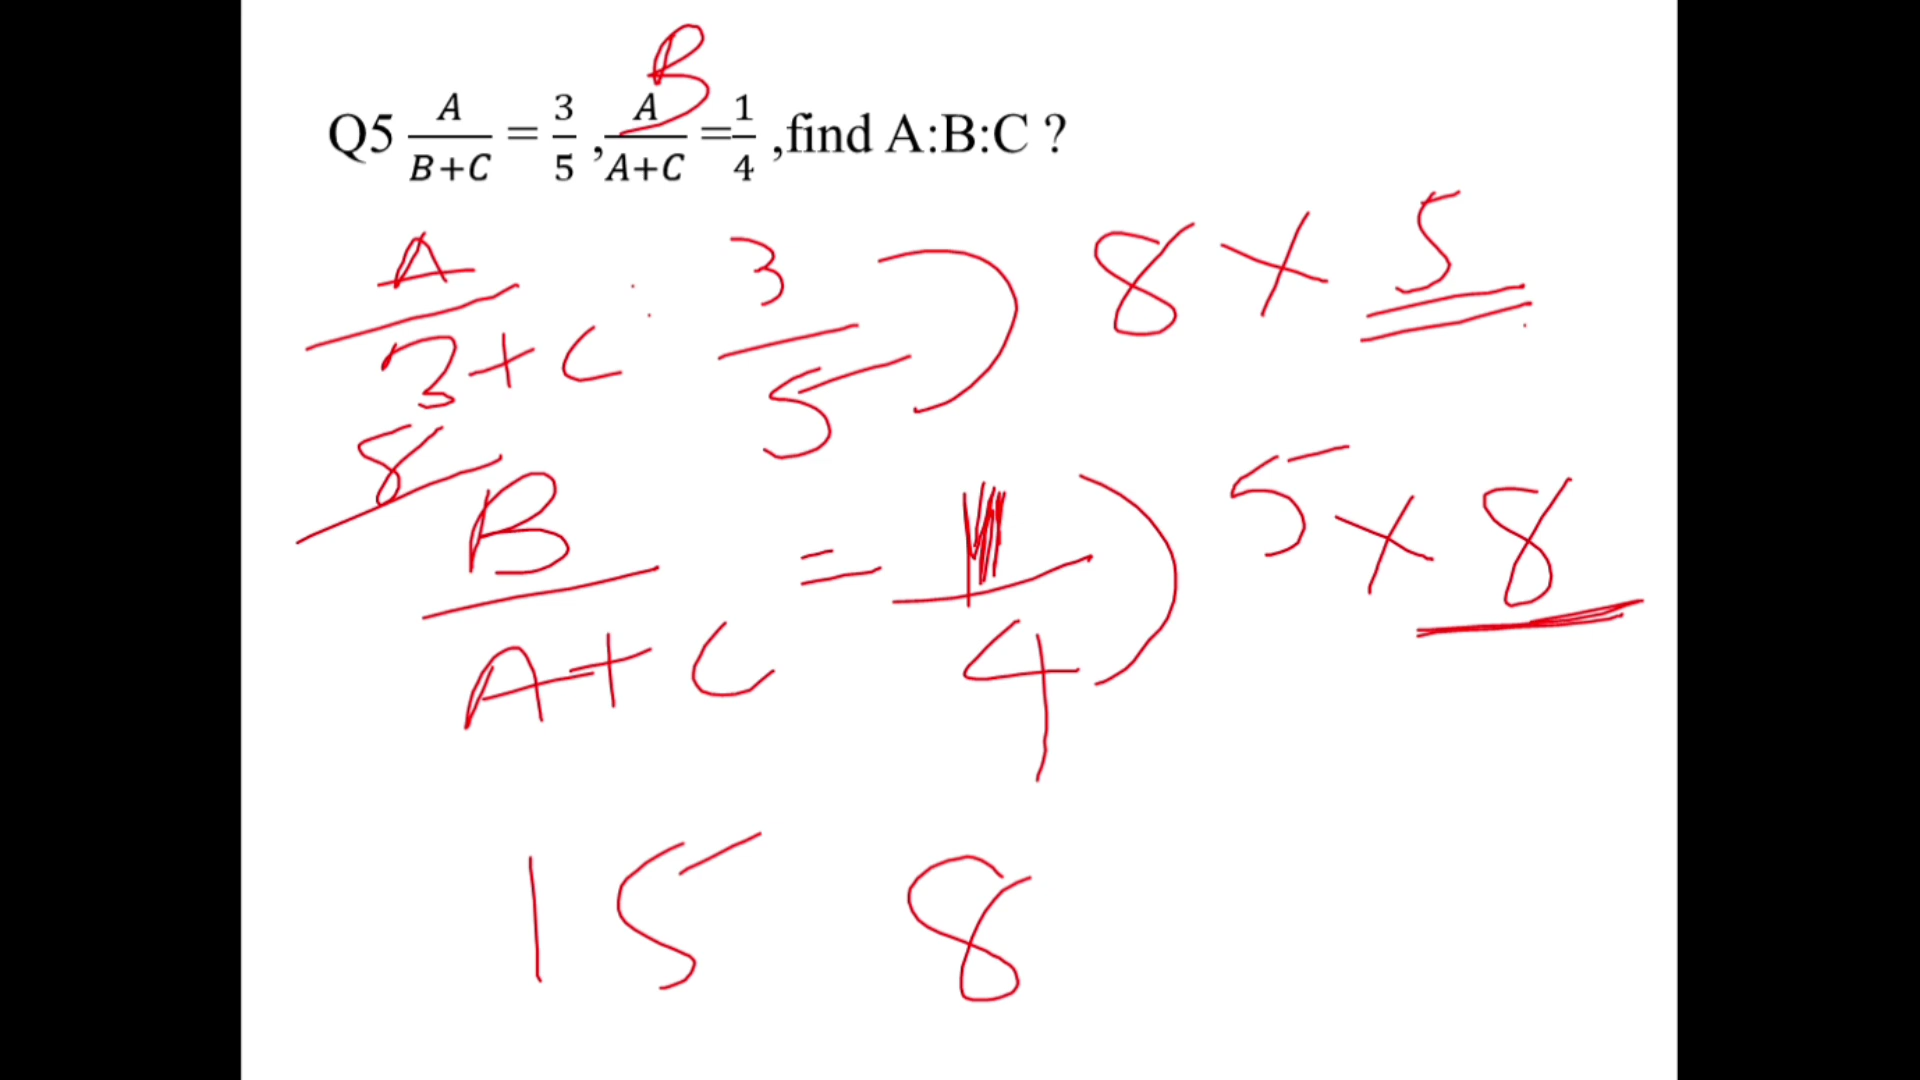 B
Q5 A/B+C = 3/5 , A/A+C = 1/4 ,find A:B:C ?
A/B+C : 3/5 ) 8 × 5
8
B/A+C = 1/4 ) 5 × 8
15 8